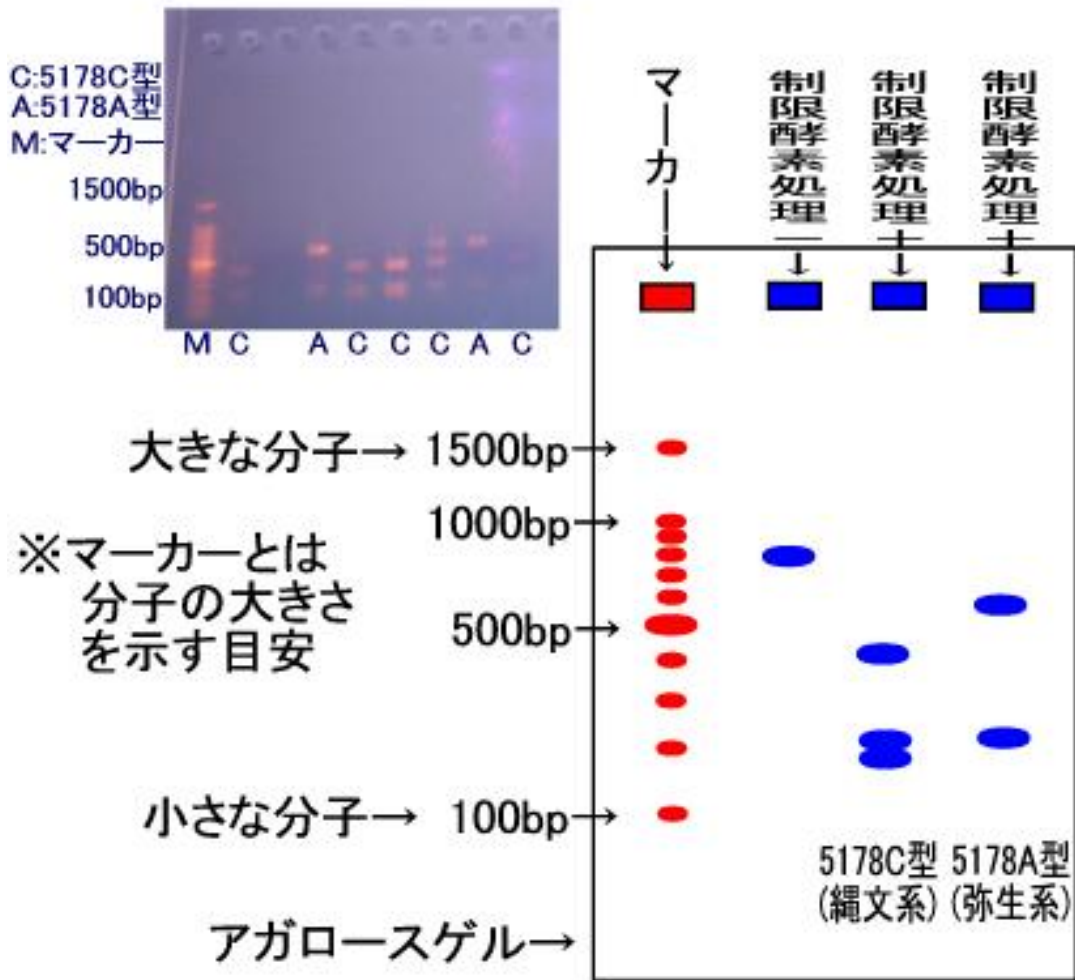 C:5178C型
A:5178A型
M:マーカー
1500bp
500bp
100bp
M C A C C C A C
マーカー→
制限酵素処理ー→
制限酵素処理+→
制限酵素処理+→
大きな分子→ 1500bp→
1000bp→
※マーカーとは
分子の大きさ
を示す目安
500bp→
小さな分子→ 100bp→
5178C型
(縄文系)
5178A型
(弥生系)
アガロースゲル→